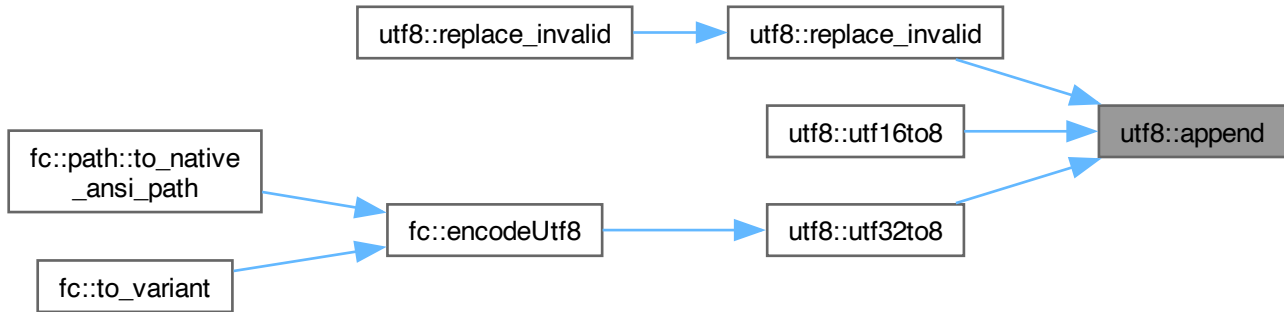 utf8::replace_invalid
utf8::replace_invalid
utf8::utf16to8
utf8::append
fc::path::to_native
_ansi_path
fc::encodeUtf8
utf8::utf32to8
fc::to_variant